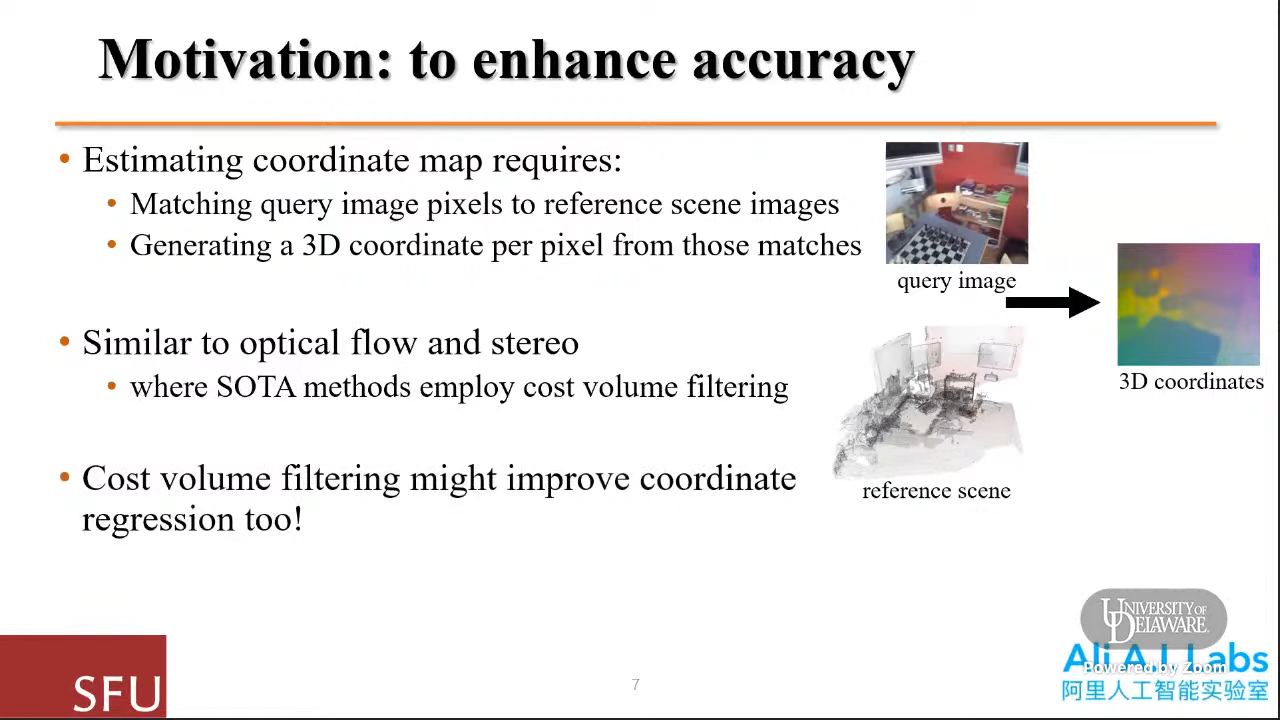 Motivation: to enhance accuracy
• Estimating coordinate map requires:
• Matching query image pixels to reference scene images
• Generating a 3D coordinate per pixel from those matches
query image
3D coordinates
• Similar to optical flow and stereo
• where SOTA methods employ cost volume filtering
reference scene
• Cost volume filtering might improve coordinate
regression too!
UNIVERSITY OF
DELAWARE.
Ali A.I. Labs
Powered by Zoom
阿里人工智能实验室
SFU
7